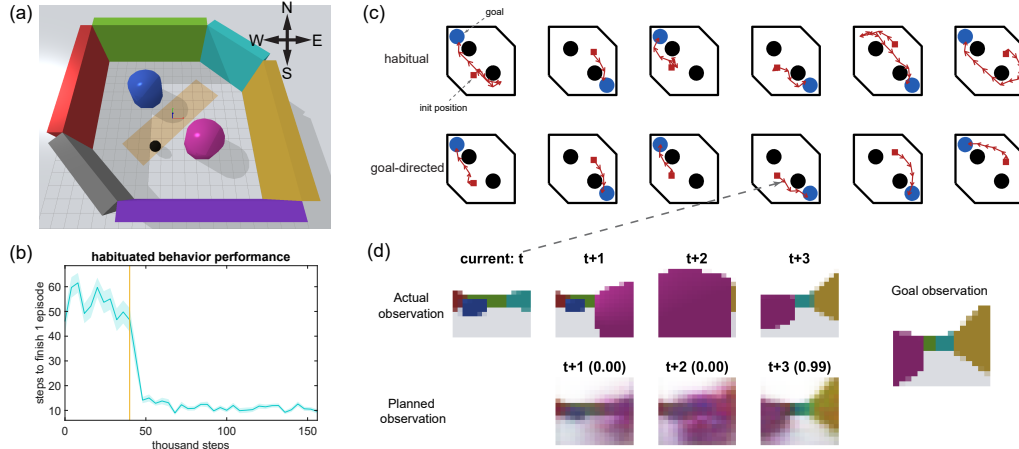 (a)
N
W
E
S
(b)
habituated behavior performance
steps to finish 1 episode
60
50
40
30
20
10
0
50
100
150
thousand steps
(c)
goal
habitual
init position
goal-directed
(d)
current: t
t+1
t+2
t+3
Actual
observation
Goal observation
t+1 (0.00)
t+2 (0.00)
t+3 (0.99)
Planned
observation